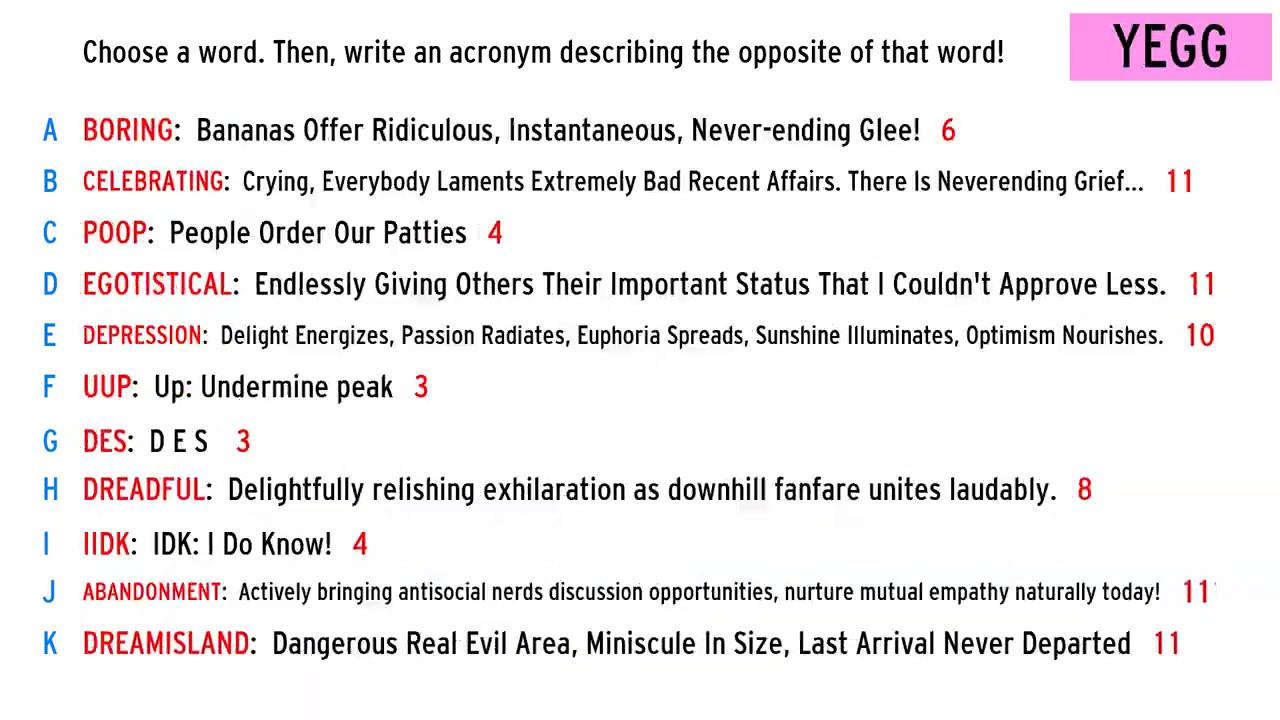 Choose a word. Then, write an acronym describing the opposite of that word!
YEGG
A BORING: Bananas Offer Ridiculous, Instantaneous, Never-ending Glee! 6
B CELEBRATING: Crying, Everybody Laments Extremely Bad Recent Affairs. There Is Neverending Grief... 11
C POOP: People Order Our Patties 4
D EGOTISTICAL: Endlessly Giving Others Their Important Status That I Couldn't Approve Less. 11
E DEPRESSION: Delight Energizes, Passion Radiates, Euphoria Spreads, Sunshine Illuminates, Optimism Nourishes. 10
F UUP: Up: Undermine peak 3
G DES: D E S 3
H DREADFUL: Delightfully relishing exhilaration as downhill fanfare unites laudably. 8
I IIDK: IDK: I Do Know! 4
J ABANDONMENT: Actively bringing antisocial nerds discussion opportunities, nurture mutual empathy naturally today! 11
K DREAMISLAND: Dangerous Real Evil Area, Miniscule In Size, Last Arrival Never Departed 11